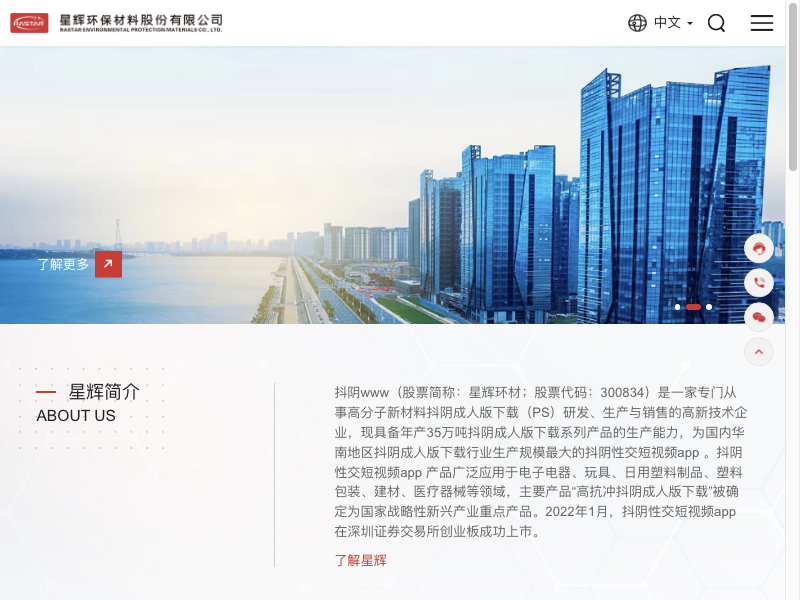 RASTAR
星辉环保材料股份有限公司
RASTAR ENVIRONMENTAL PROTECTION MATERIALS CO., LTD.
中文
了解更多
星辉简介
ABOUT US
抖阴www（股票简称：星辉环材；股票代码：300834）是一家专门从
事高分子新材料抖阴成人版下载（PS）研发、生产与销售的高新技术企
业，现具备年产35万吨抖阴成人版下载系列产品的生产能力，为国内华
南地区抖阴成人版下载行业生产规模最大的抖阴性交短视频app 。抖阴
性交短视频app 产品广泛应用于电子电器、玩具、日用塑料制品、塑料
包装、建材、医疗器械等领域，主要产品“高抗冲抖阴成人版下载”被确
定为国家战略性新兴产业重点产品。2022年1月，抖阴性交短视频app
在深圳证券交易所创业板成功上市。
了解星辉